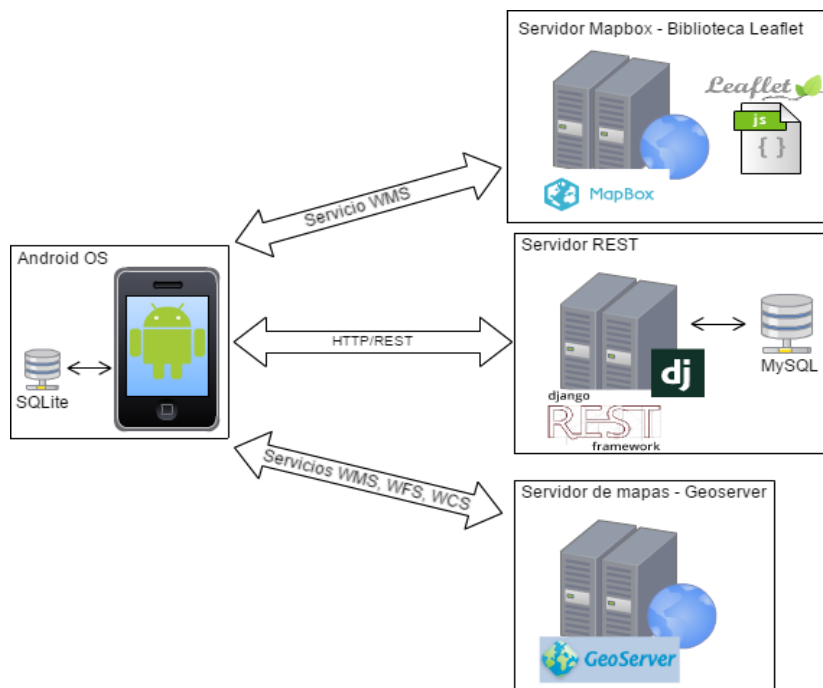 Servidor Mapbox - Biblioteca Leaflet
Leaflet
js
{ }
MapBox
Servicio WMS
Android OS
SQLite
HTTP/REST
Servidor REST
dj
MySQL
django
REST
framework
Servicios WMS, WFS, WCS
Servidor de mapas - Geoserver
GeoServer